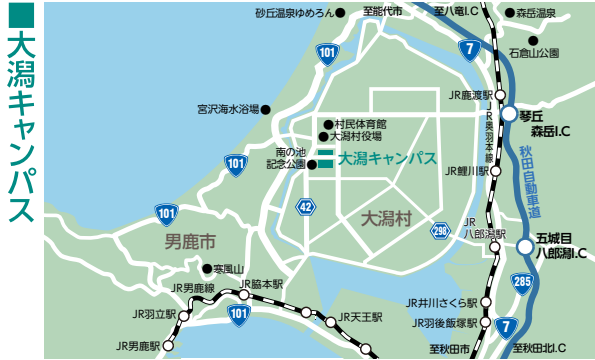 ■大潟キャンパス
砂丘温泉ゆめろん
至能代市
至八竜I.C
森岳温泉
石倉山公園
101
7
JR鹿渡駅
琴丘
森岳I.C
宮沢海水浴場
村民体育館
大潟村役場
JR奥羽本線
南の池
記念公園
大潟キャンパス
秋田自動車道
101
JR鯉川駅
42
101
大潟村
298
JR
八郎潟駅
男鹿市
五城目
八郎潟I.C
寒風山
285
JR男鹿線
JR脇本駅
JR羽立駅
101
JR天王駅
JR井川さくら駅
JR羽後飯塚駅
7
JR男鹿駅
至秋田市
至秋田北I.C